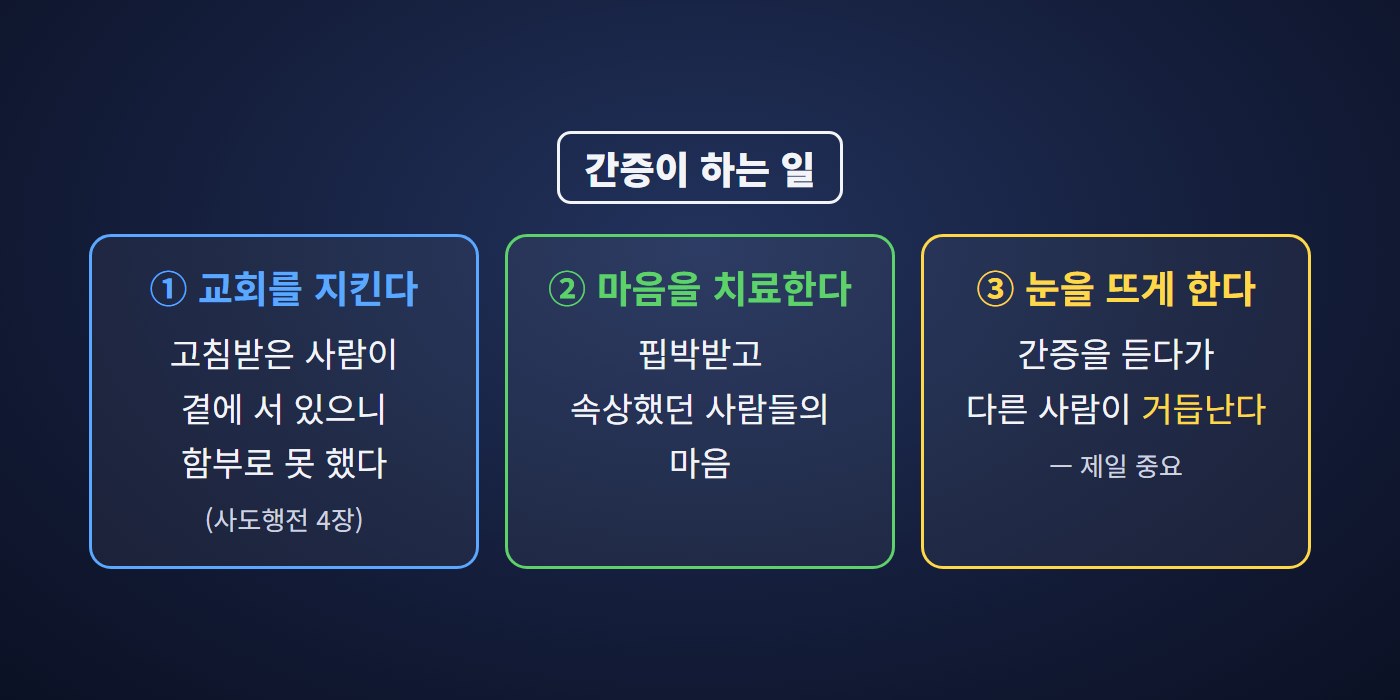 간증이 하는 일
① 교회를 지킨다
고침받은 사람이
곁에 서 있으니
함부로 못 했다
(사도행전 4장)
② 마음을 치료한다
핍박받고
속상했던 사람들의
마음
③ 눈을 뜨게 한다
간증을 듣다가
다른 사람이 거듭난다
— 제일 중요